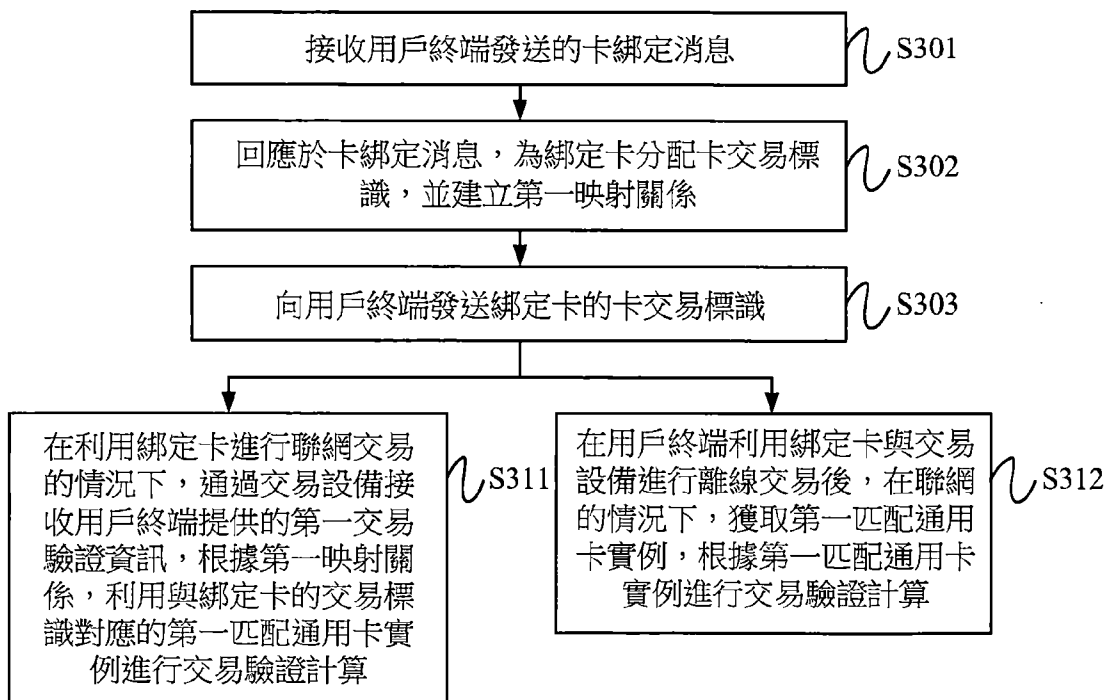 接收用戶終端發送的卡綁定消息
S301
回應於卡綁定消息,為綁定卡分配卡交易標
識,並建立第一映射關係
S302
向用戶終端發送綁定卡的卡交易標識
S303
在利用綁定卡進行聯網交易
的情況下,通過交易設備接
收用戶終端提供的第一交易
驗證資訊,根據第一映射關
係,利用與綁定卡的交易標
識對應的第一匹配通用卡實
例進行交易驗證計算
S311
在用戶終端利用綁定卡與交易
設備進行離線交易後,在聯網
的情況下,獲取第一匹配通用
卡實例,根據第一匹配通用卡
實例進行交易驗證計算
S312